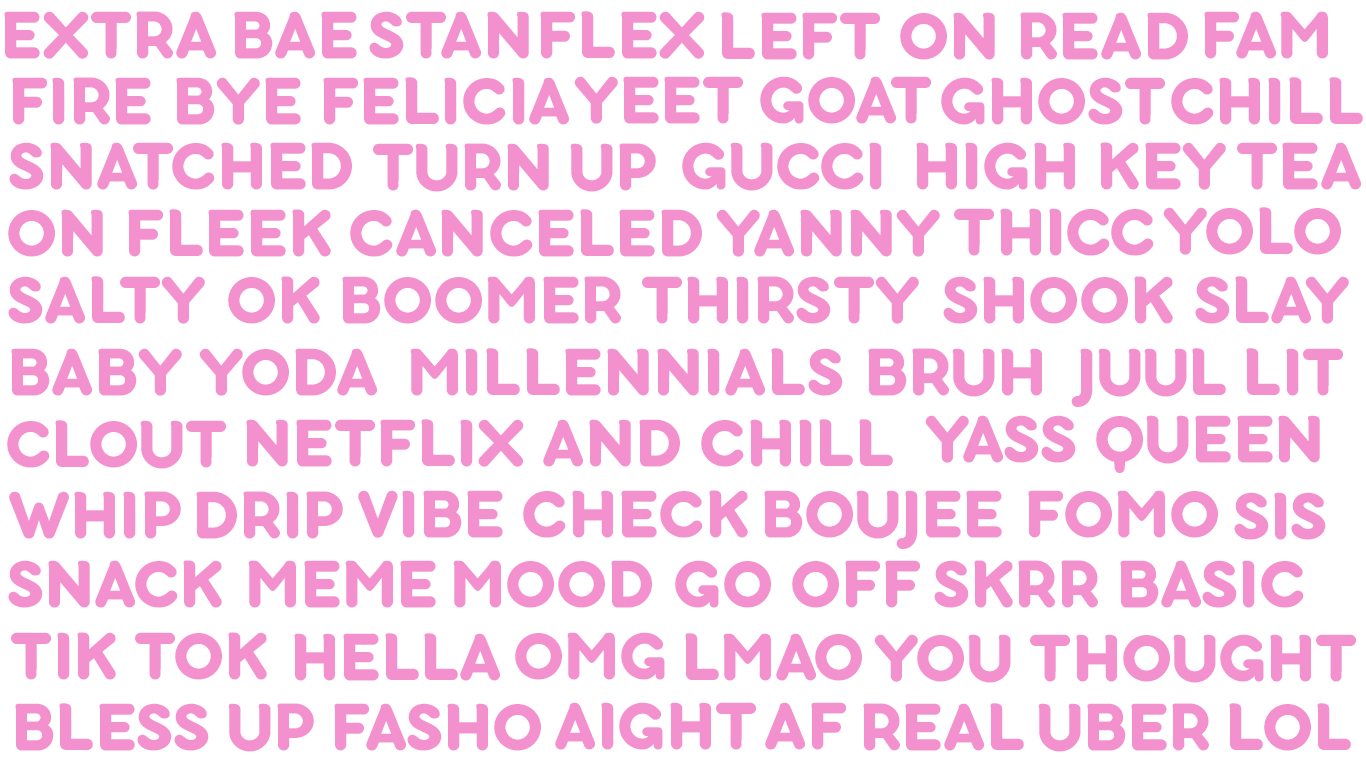 EXTRA BAE STAN FLEX LEFT ON READ FAM
FIRE BYE FELICIA YEET GOAT GHOST CHILL
SNATCHED TURN UP GUCCI HIGH KEY TEA
ON FLEEK CANCELED YANNY THICC YOLO
SALTY OK BOOMER THIRSTY SHOOK SLAY
BABY YODA MILLENNIALS BRUH JUUL LIT
CLOUT NETFLIX AND CHILL YASS QUEEN
WHIP DRIP VIBE CHECK BOUJEE FOMO SIS
SNACK MEME MOOD GO OFF SKRR BASIC
TIK TOK HELLA OMG LMAO YOU THOUGHT
BLESS UP FASHO AIGHT AF REAL UBER LOL